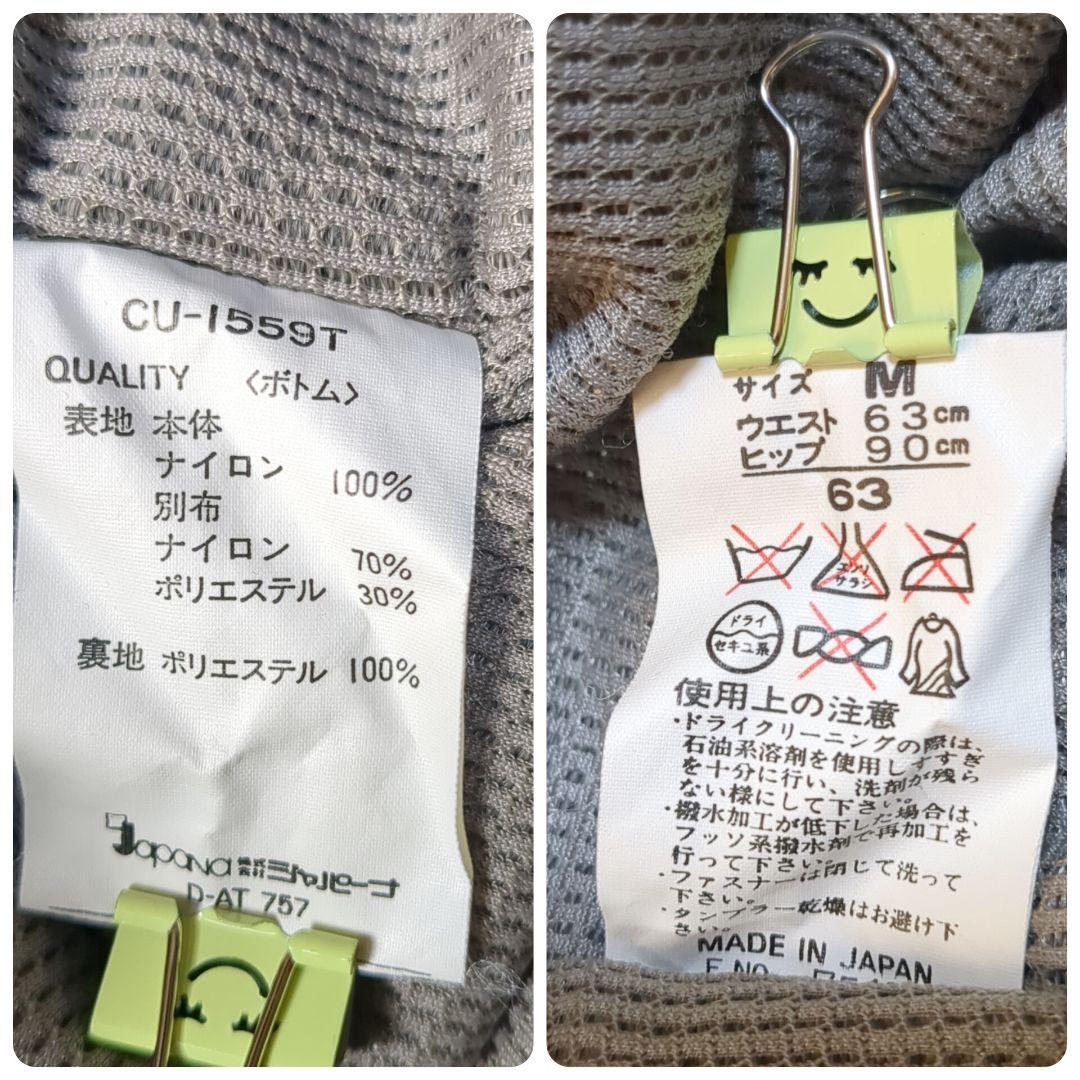 CU-1559T
QUALITY 〈ボトム〉
表地 本体
ナイロン 100%
別布
ナイロン 70%
ポリエステル 30%
裏地 ポリエステル 100%
Japana 株式会社 ジャパーナ
D-AT 757
サイズ M
ウエスト 63cm
ヒップ 90cm
63
エンソ
サラシ
ドライ
セキユ系
使用上の注意
・ドライクリーニングの際は、
石油系溶剤を使用しすすぎ
を十分に行い、洗剤が残ら
ない様にして下さい。
・撥水加工が低下した場合は、
フッソ系撥水剤で再加工を
行って下さい。
・ファスナーは閉じて洗って
下さい。
・タンブラー乾燥はお避け下
さい。
MADE IN JAPAN
F.NO.